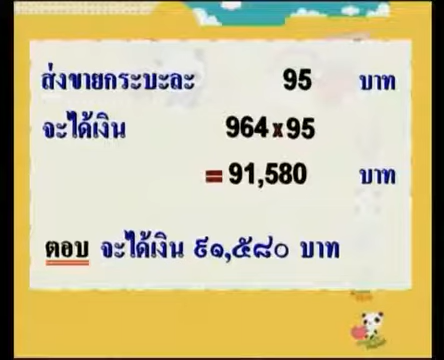 ส่งขายกระบะละ 95 บาท
จะได้เงิน 964 x 95
= 91,580 บาท
ตอบ จะได้เงิน ๙๑,๕๘๐ บาท